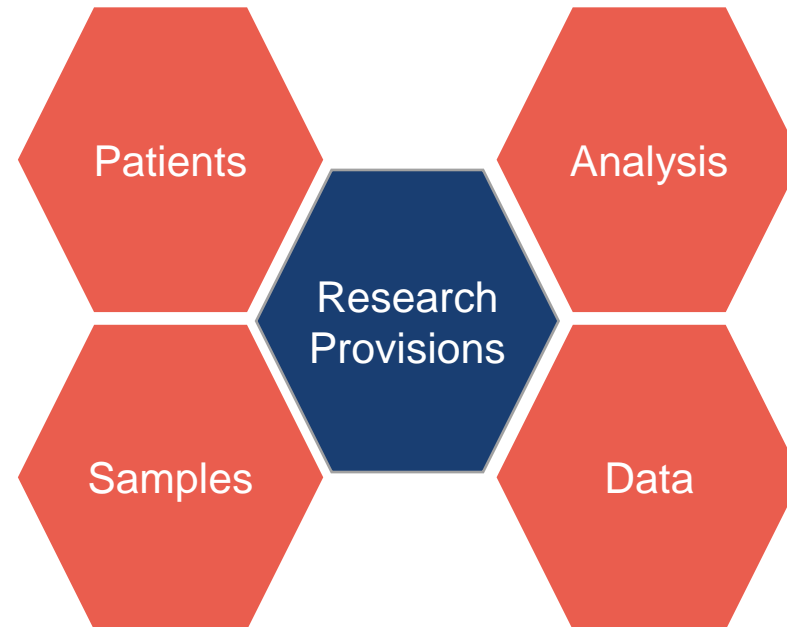 Patients
Analysis
Research
Provisions
Samples
Data